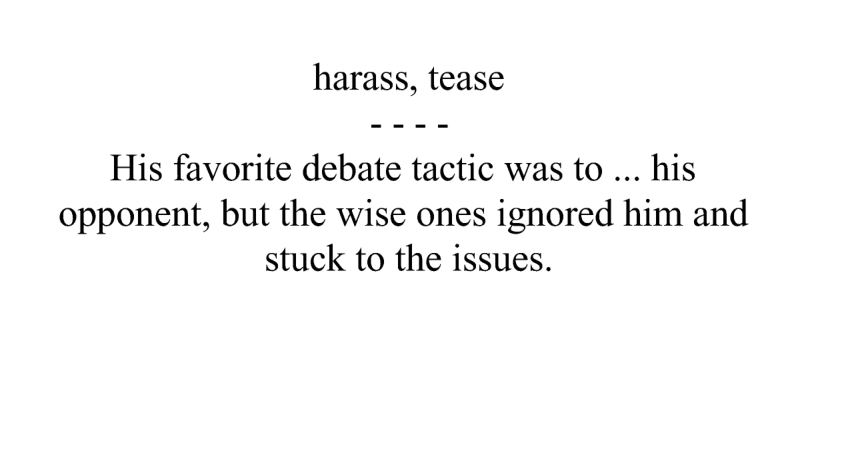 harass, tease
- - - -
His favorite debate tactic was to ... his
opponent, but the wise ones ignored him and
stuck to the issues.